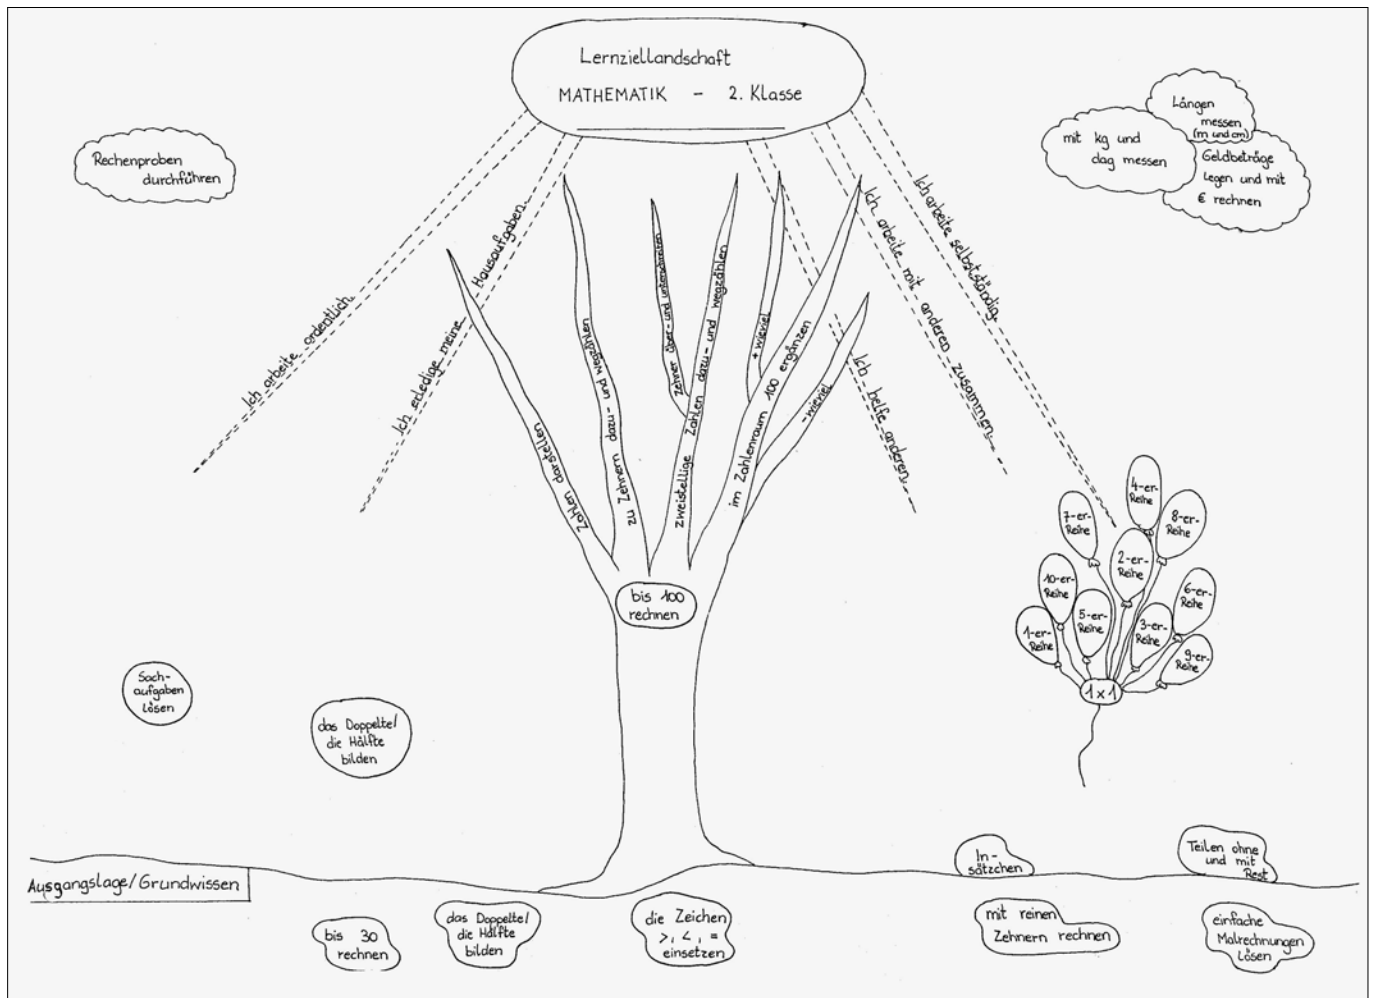 Lernziellandschaft
MATHEMATIK – 2. Klasse
Rechenproben
durchführen
Längen
messen
(m und cm)
mit kg und
dag messen
Geldbeträge
legen und mit
€ rechnen
Ich arbeite ordentlich.
Ich erledige meine Hausaufgaben.
Ich helfe anderen.
Ich arbeite mit anderen zusammen.
Ich arbeite selbstständig.
Zahlen darstellen
zu Zehnern dazu- und wegzählen
Zehner über- und unterschreiten
zweistellige Zahlen dazu- und wegzählen
+ wieviel
im Zahlenraum 100 ergänzen
- wieviel
bis 100
rechnen
4-er-
Reihe
7-er-
Reihe
8-er-
Reihe
2-er-
Reihe
10-er-
Reihe
6-er-
Reihe
5-er-
Reihe
3-er-
Reihe
1-er-
Reihe
9-er-
Reihe
1x1
Sach-
aufgaben
lösen
das Doppelte/
die Hälfte
bilden
In-
sätzchen
Teilen ohne
und mit
Rest
Ausgangslage/Grundwissen
bis 30
rechnen
das Doppelte/
die Hälfte
bilden
die Zeichen
>, <, =
einsetzen
mit reinen
Zehnern rechnen
einfache
Malrechnungen
lösen